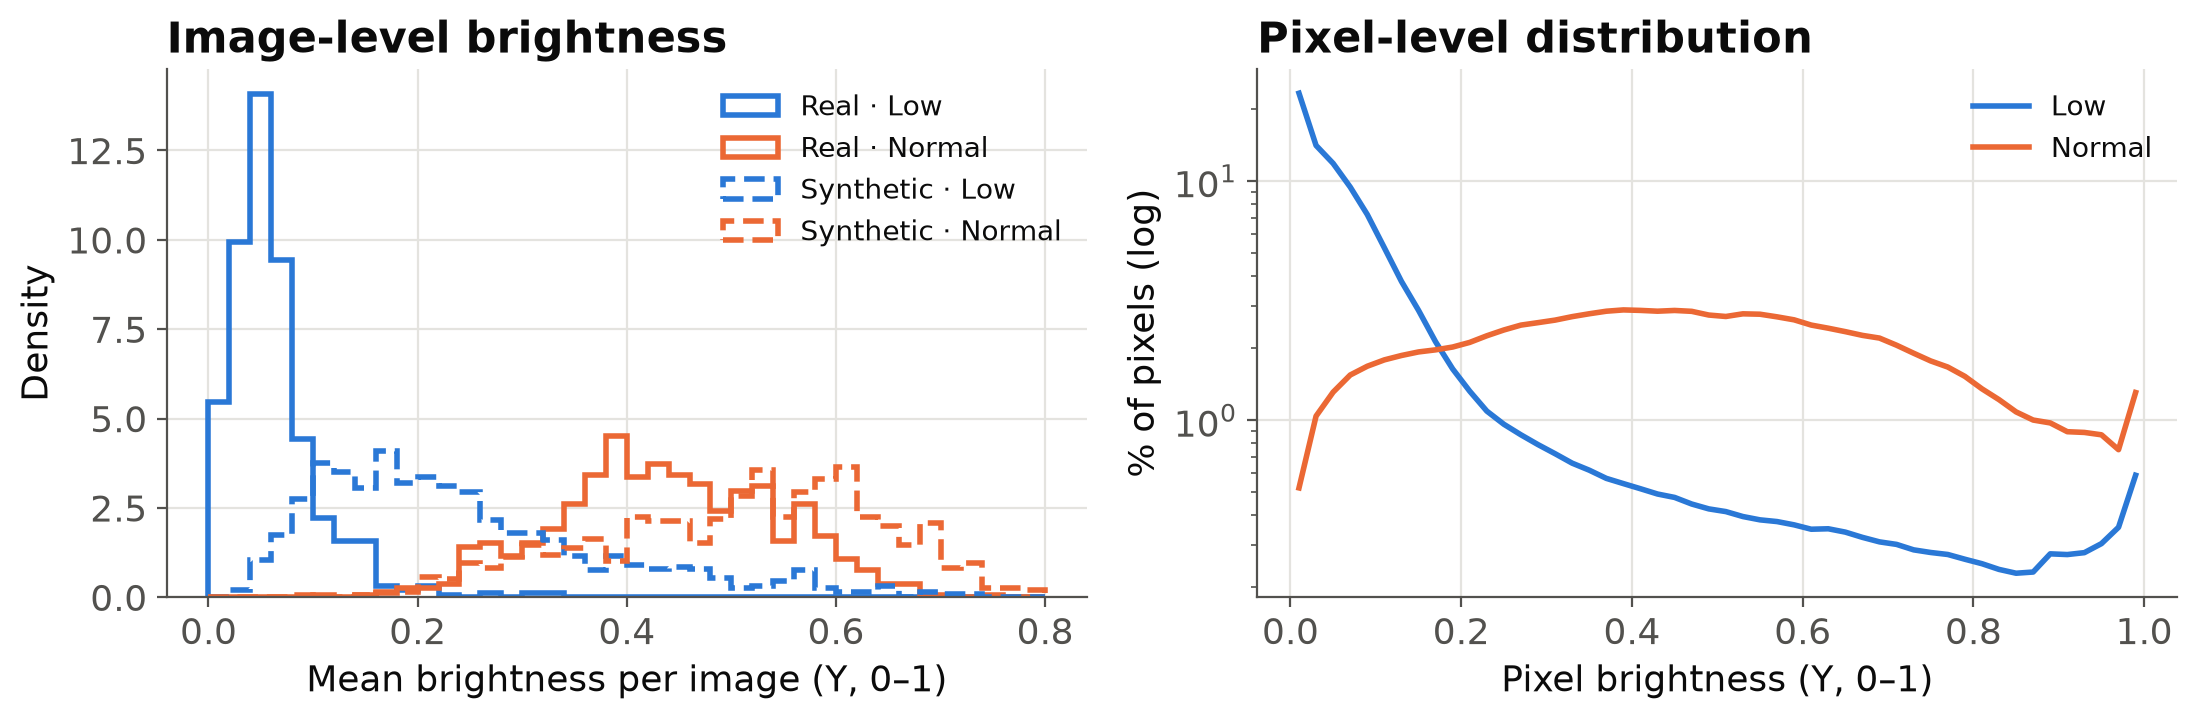 Image-level brightness
Density
12.5
10.0
7.5
5.0
2.5
0.0
0.0 0.2 0.4 0.6 0.8
Mean brightness per image (Y, 0–1)
Real · Low
Real · Normal
Synthetic · Low
Synthetic · Normal
Pixel-level distribution
% of pixels (log)
10¹
10⁰
0.0 0.2 0.4 0.6 0.8 1.0
Pixel brightness (Y, 0–1)
Low
Normal